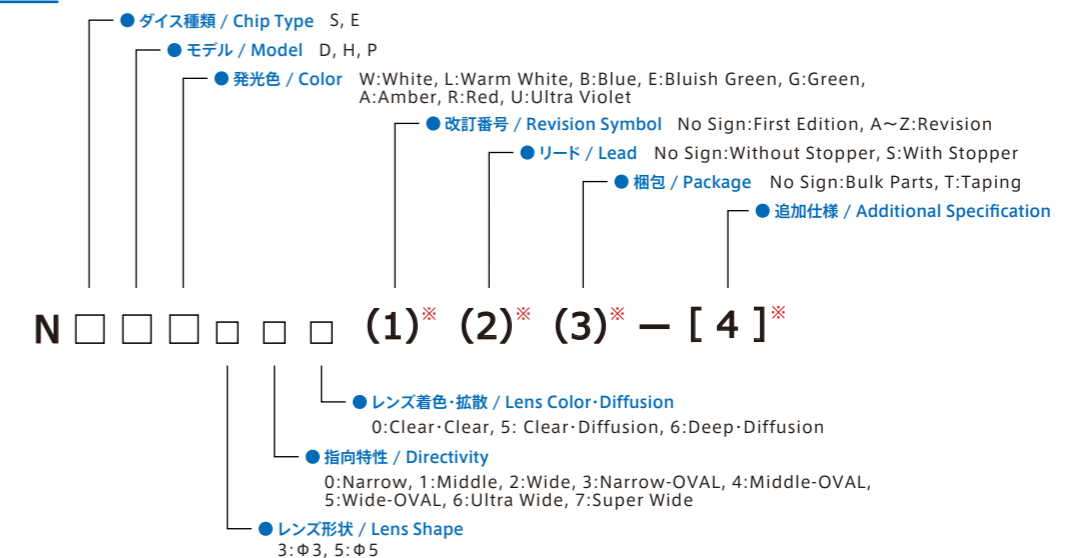 ● ダイス種類 / Chip Type S, E
● モデル / Model D, H, P
● 発光色 / Color W:White, L:Warm White, B:Blue, E:Bluish Green, G:Green,
A:Amber, R:Red, U:Ultra Violet
● 改訂番号 / Revision Symbol No Sign:First Edition, A～Z:Revision
● リード / Lead No Sign:Without Stopper, S:With Stopper
● 梱包 / Package No Sign:Bulk Parts, T:Taping
● 追加仕様 / Additional Specification
N □ □ □ □ □ □ (1)※ (2)※ (3)※ － [ 4 ]※
● レンズ着色・拡散 / Lens Color・Diffusion
0:Clear・Clear, 5: Clear・Diffusion, 6:Deep・Diffusion
● 指向特性 / Directivity
0:Narrow, 1:Middle, 2:Wide, 3:Narrow-OVAL, 4:Middle-OVAL,
5:Wide-OVAL, 6:Ultra Wide, 7:Super Wide
● レンズ形状 / Lens Shape
3:Φ3, 5:Φ5